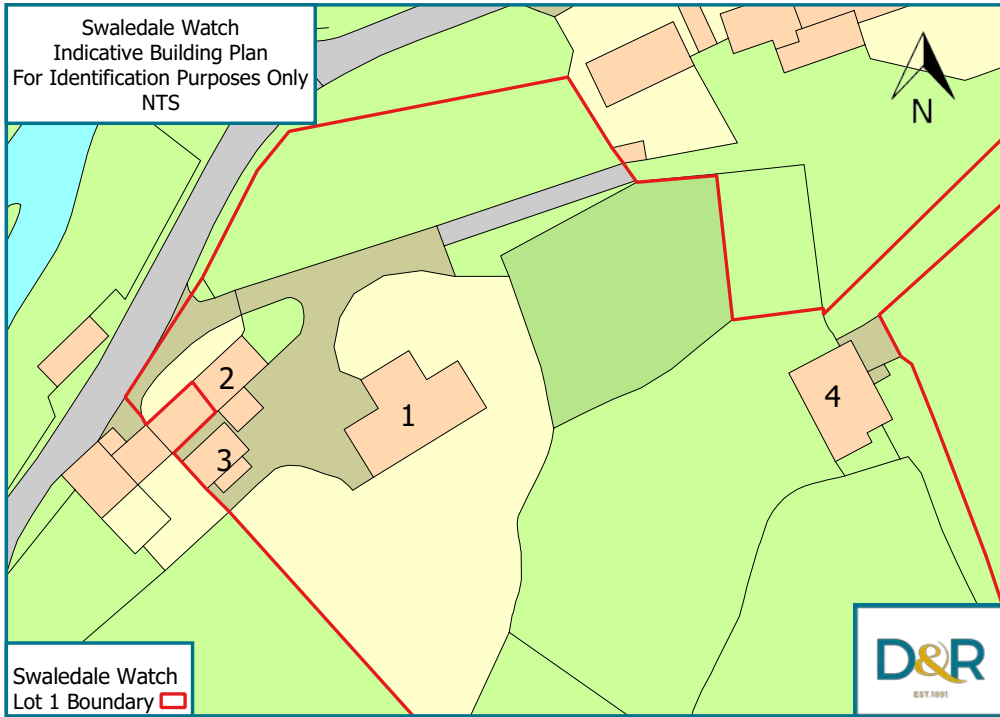 Swaledale Watch
Indicative Building Plan
For Identification Purposes Only
NTS
N
2
1
4
3
Swaledale Watch
Lot 1 Boundary
D&R
EST.1891